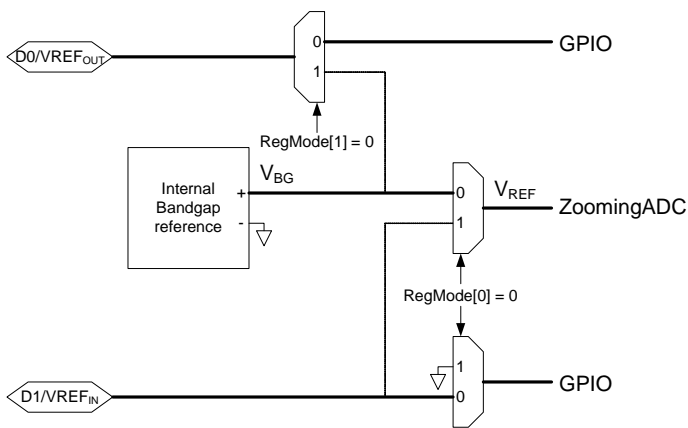 D0/VREFOUT
0
1
GPIO
RegMode[1] = 0
Internal
Bandgap
reference
+
-
VBG
0
1
VREF
ZoomingADC
RegMode[0] = 0
D1/VREFIN
1
0
GPIO